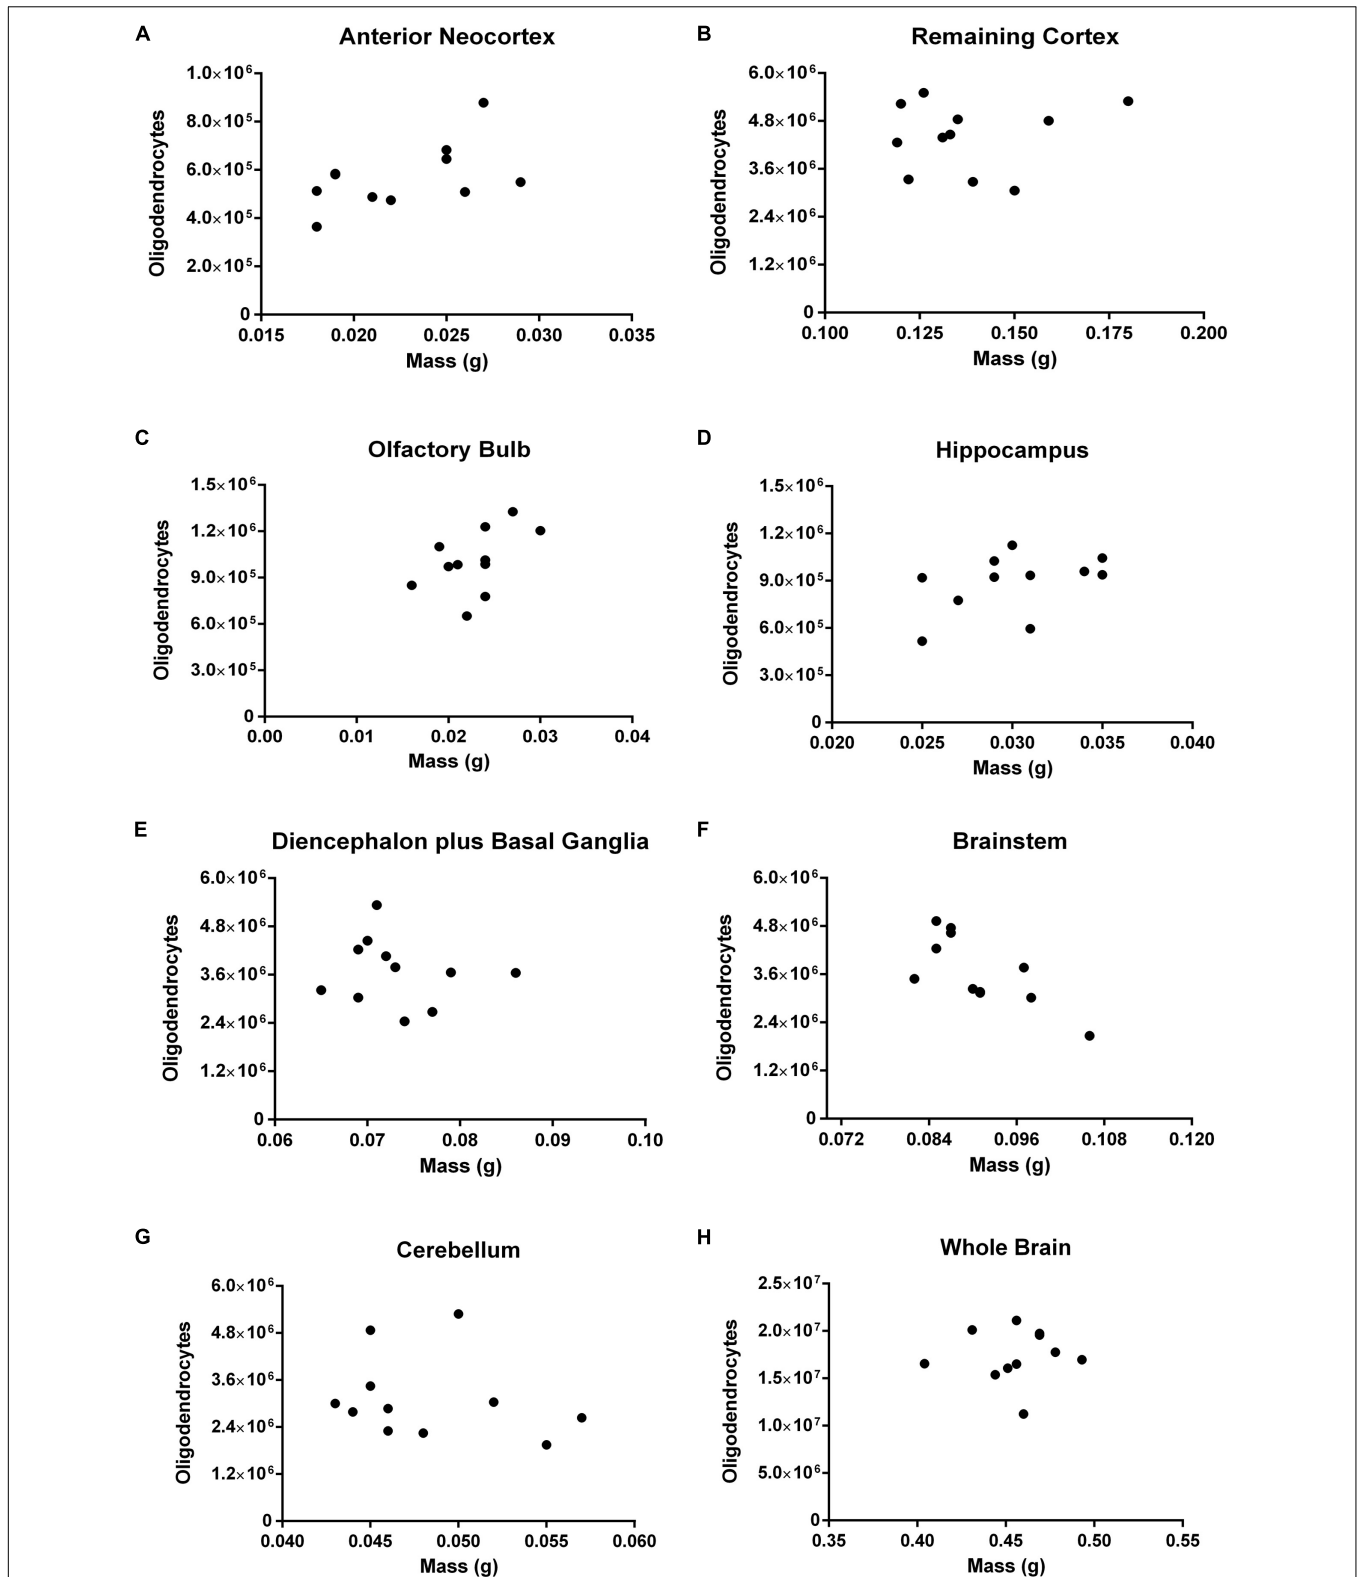 A
Anterior Neocortex
Oligodendrocytes
1.0×10⁶
8.0×10⁵
6.0×10⁵
4.0×10⁵
2.0×10⁵
0
0.015 0.020 0.025 0.030 0.035
Mass (g)
B
Remaining Cortex
Oligodendrocytes
6.0×10⁶
4.8×10⁶
3.6×10⁶
2.4×10⁶
1.2×10⁶
0
0.100 0.125 0.150 0.175 0.200
Mass (g)
C
Olfactory Bulb
Oligodendrocytes
1.5×10⁶
1.2×10⁶
9.0×10⁵
6.0×10⁵
3.0×10⁵
0
0.00 0.01 0.02 0.03 0.04
Mass (g)
D
Hippocampus
Oligodendrocytes
1.5×10⁶
1.2×10⁶
9.0×10⁵
6.0×10⁵
3.0×10⁵
0
0.020 0.025 0.030 0.035 0.040
Mass (g)
E
Diencephalon plus Basal Ganglia
Oligodendrocytes
6.0×10⁶
4.8×10⁶
3.6×10⁶
2.4×10⁶
1.2×10⁶
0
0.06 0.07 0.08 0.09 0.10
Mass (g)
F
Brainstem
Oligodendrocytes
6.0×10⁶
4.8×10⁶
3.6×10⁶
2.4×10⁶
1.2×10⁶
0
0.072 0.084 0.096 0.108 0.120
Mass (g)
G
Cerebellum
Oligodendrocytes
6.0×10⁶
4.8×10⁶
3.6×10⁶
2.4×10⁶
1.2×10⁶
0
0.040 0.045 0.050 0.055 0.060
Mass (g)
H
Whole Brain
Oligodendrocytes
2.5×10⁷
2.0×10⁷
1.5×10⁷
1.0×10⁷
5.0×10⁶
0
0.35 0.40 0.45 0.50 0.55
Mass (g)